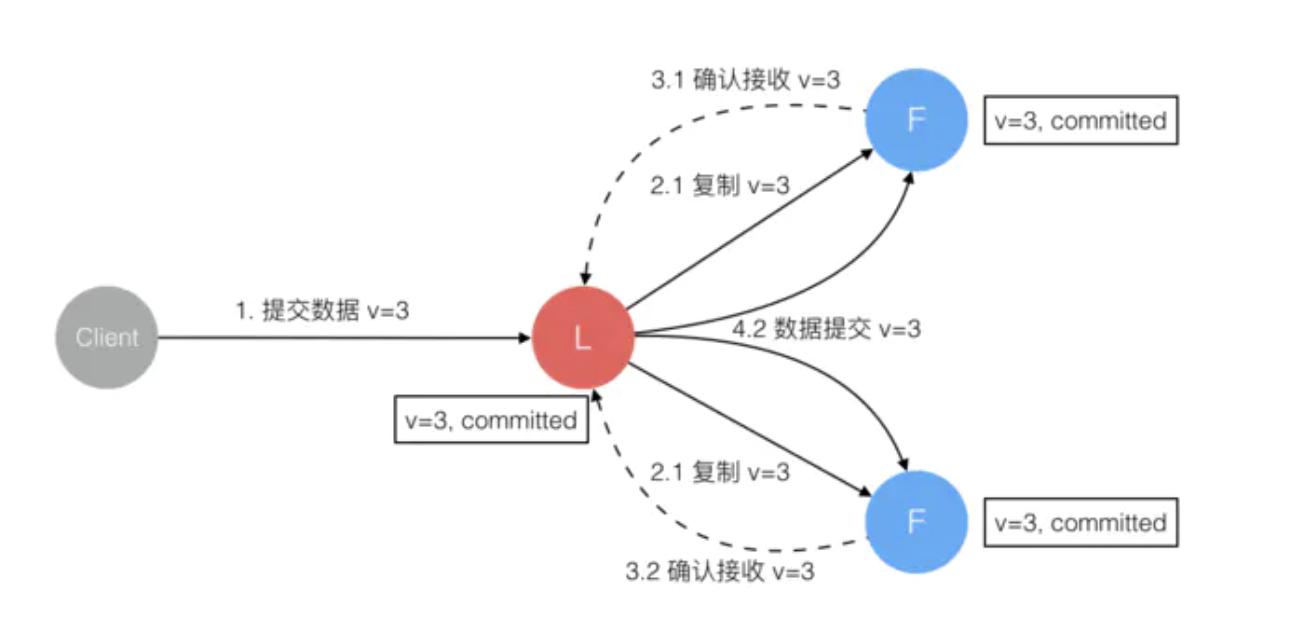 3.1 确认接收 v=3
F
v=3, committed
2.1 复制 v=3
1. 提交数据 v=3
Client
L
4.2 数据提交 v=3
v=3, committed
2.1 复制 v=3
F
v=3, committed
3.2 确认接收 v=3